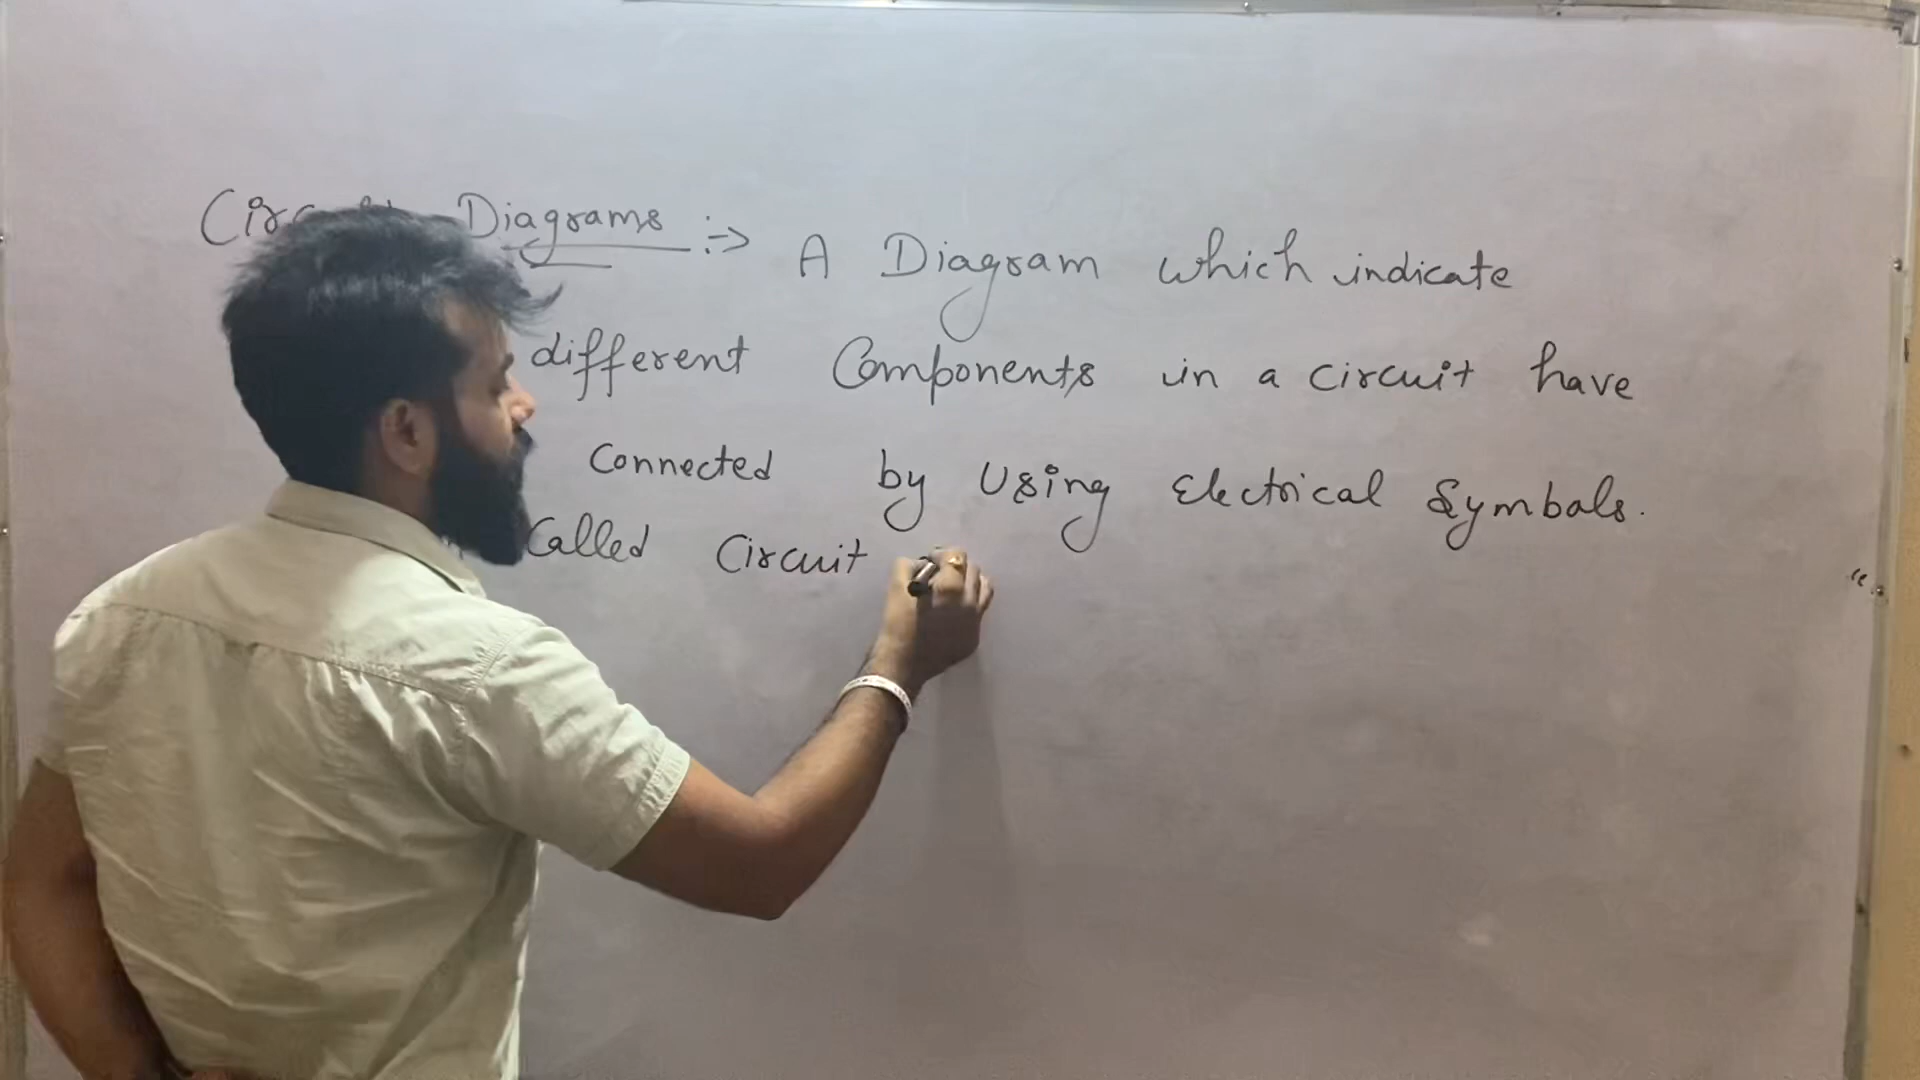 Diagrams :-> A Diagram which indicate
different Components in a circuit have
Connected by Using Electrical Symbals.
Called Circuit